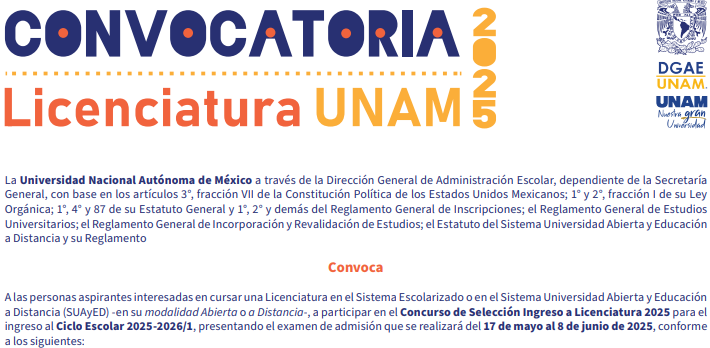 CONVOCATORIA
2025
Licenciatura UNAM
DGAE
UNAM
UNAM
Nuestra gran
Universidad
La Universidad Nacional Autónoma de México a través de la Dirección General de Administración Escolar, dependiente de la Secretaría
General, con base en los artículos 3°, fracción VII de la Constitución Política de los Estados Unidos Mexicanos; 1° y 2°, fracción I de su Ley
Orgánica; 1°, 4° y 87 de su Estatuto General y 1°, 2° y demás del Reglamento General de Inscripciones; el Reglamento General de Estudios
Universitarios; el Reglamento General de Incorporación y Revalidación de Estudios; el Estatuto del Sistema Universidad Abierta y Educación
a Distancia y su Reglamento
Convoca
A las personas aspirantes interesadas en cursar una Licenciatura en el Sistema Escolarizado o en el Sistema Universidad Abierta y Educación
a Distancia (SUAyED) -en su modalidad Abierta o a Distancia-, a participar en el Concurso de Selección Ingreso a Licenciatura 2025 para el
ingreso al Ciclo Escolar 2025-2026/1, presentando el examen de admisión que se realizará del 17 de mayo al 8 de junio de 2025, conforme
a los siguientes: